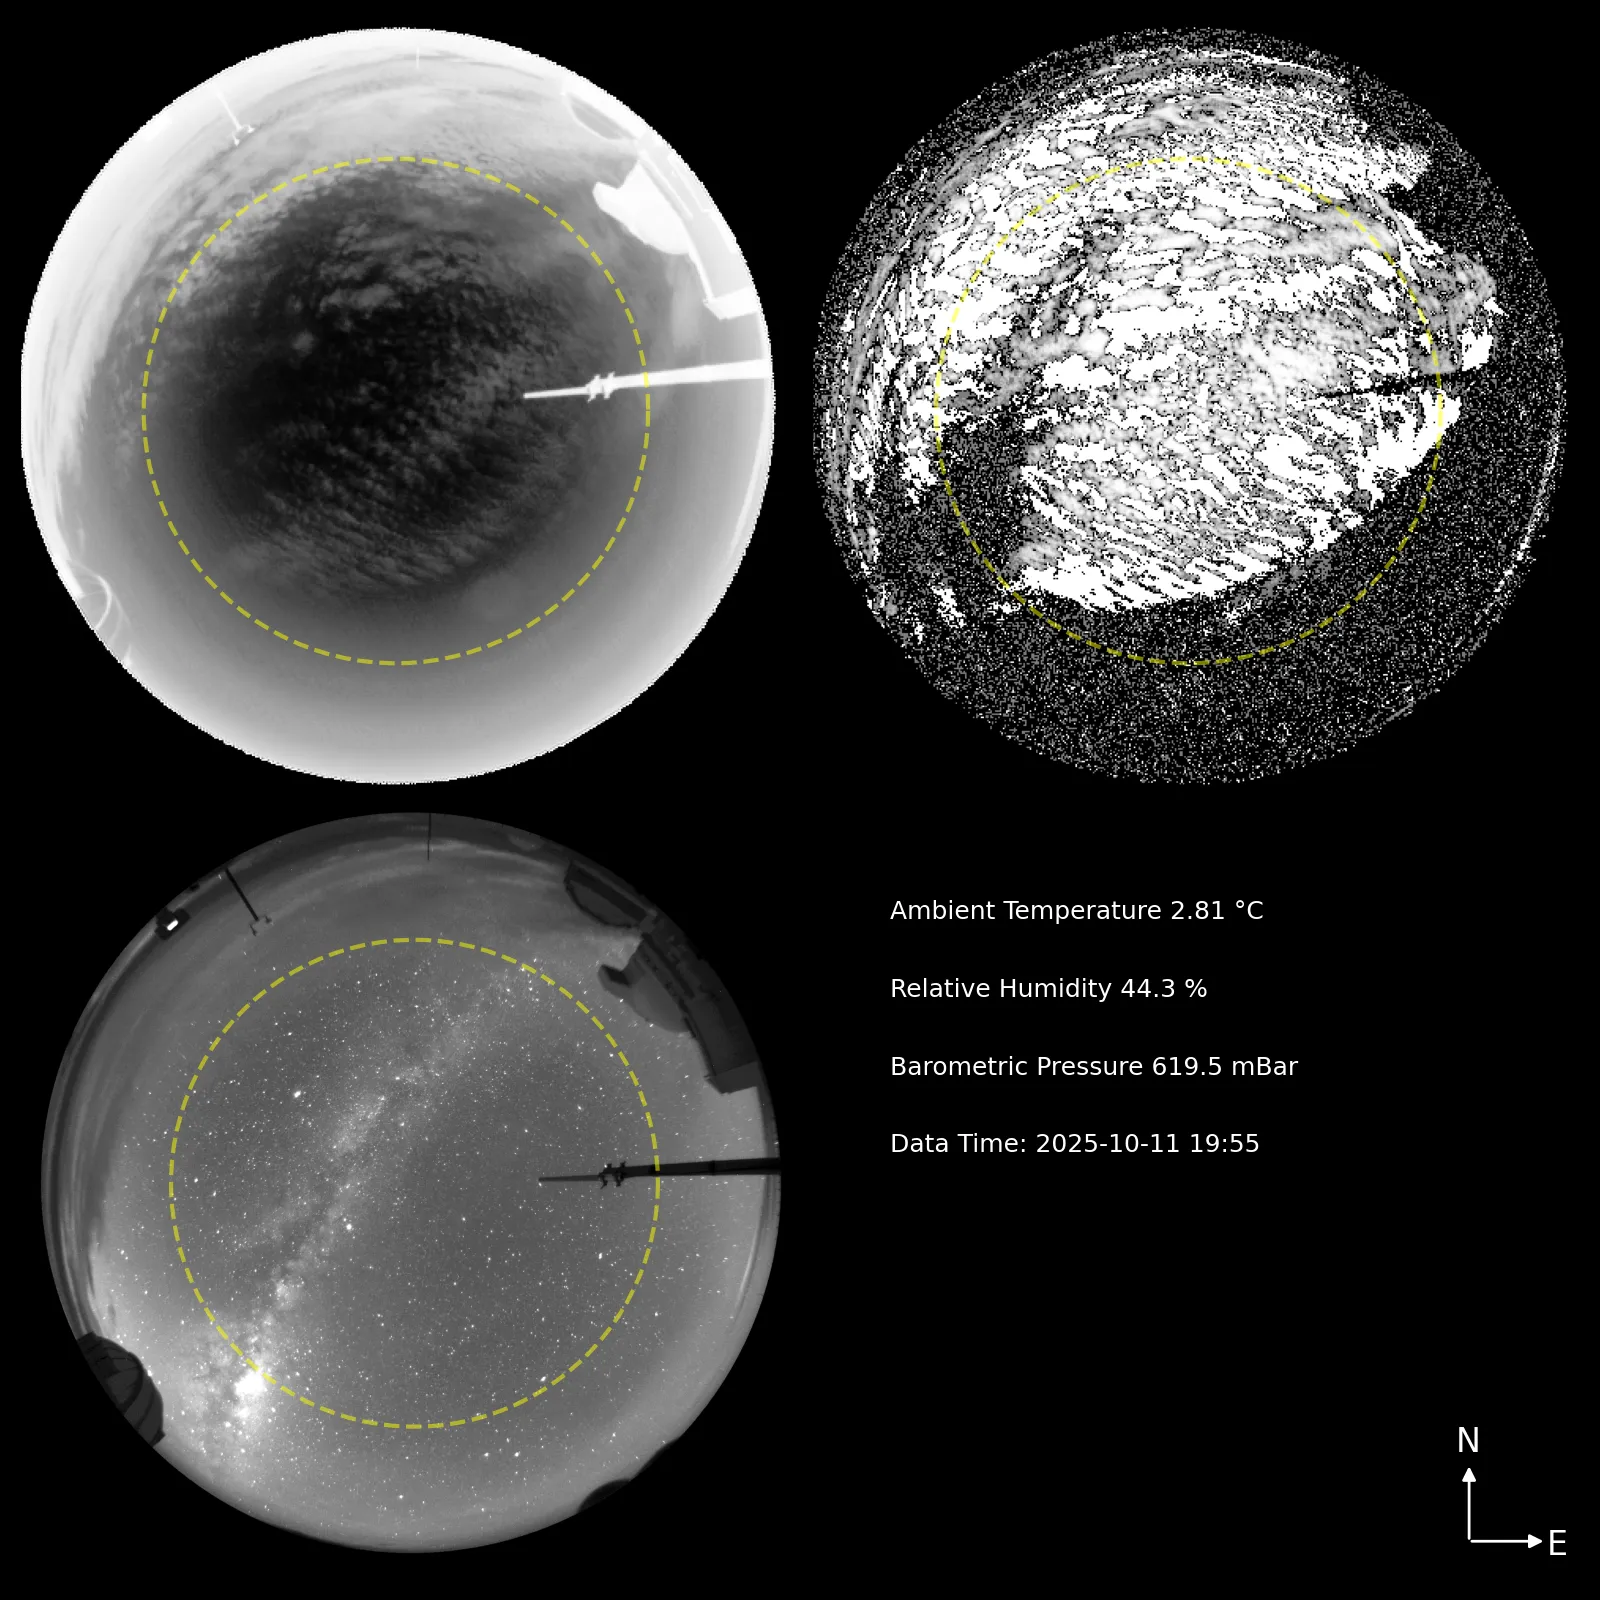 Ambient Temperature 2.81 °C
Relative Humidity 44.3 %
Barometric Pressure 619.5 mBar
Data Time: 2025-10-11 19:55
N
E